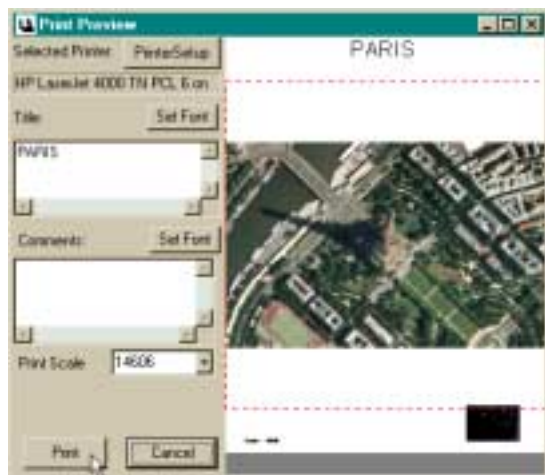 Print Preview
Selected Printer: PrinterSetup
HP LaserJet 4000 TN PCL 6 on
Title: Set Font
PARIS
Comments: Set Font
Print Scale 14606
Print Cancel
PARIS